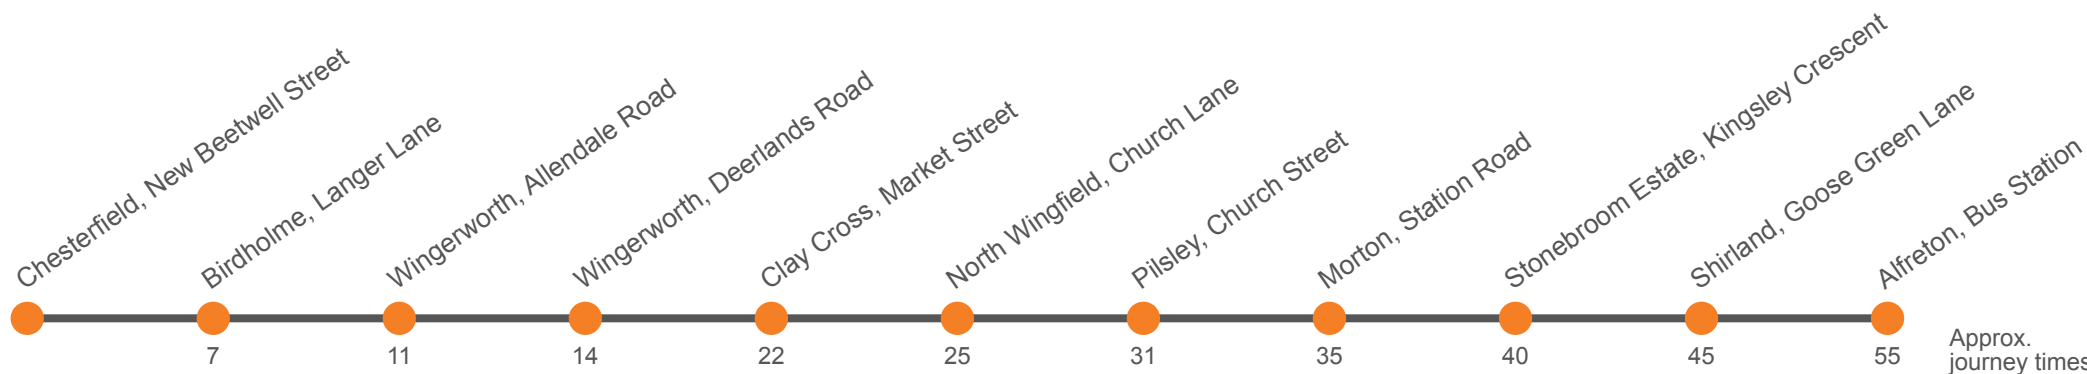 Chesterfield, New Beetwell Street
Birdholme, Langer Lane
Wingerworth, Allendale Road
Wingerworth, Deerlands Road
Clay Cross, Market Street
North Wingfield, Church Lane
Pilsley, Church Street
Morton, Station Road
Stonebroom Estate, Kingsley Crescent
Shirland, Goose Green Lane
Alfreton, Bus Station
7
11
14
22
25
31
35
40
45
55
Approx.
journey times